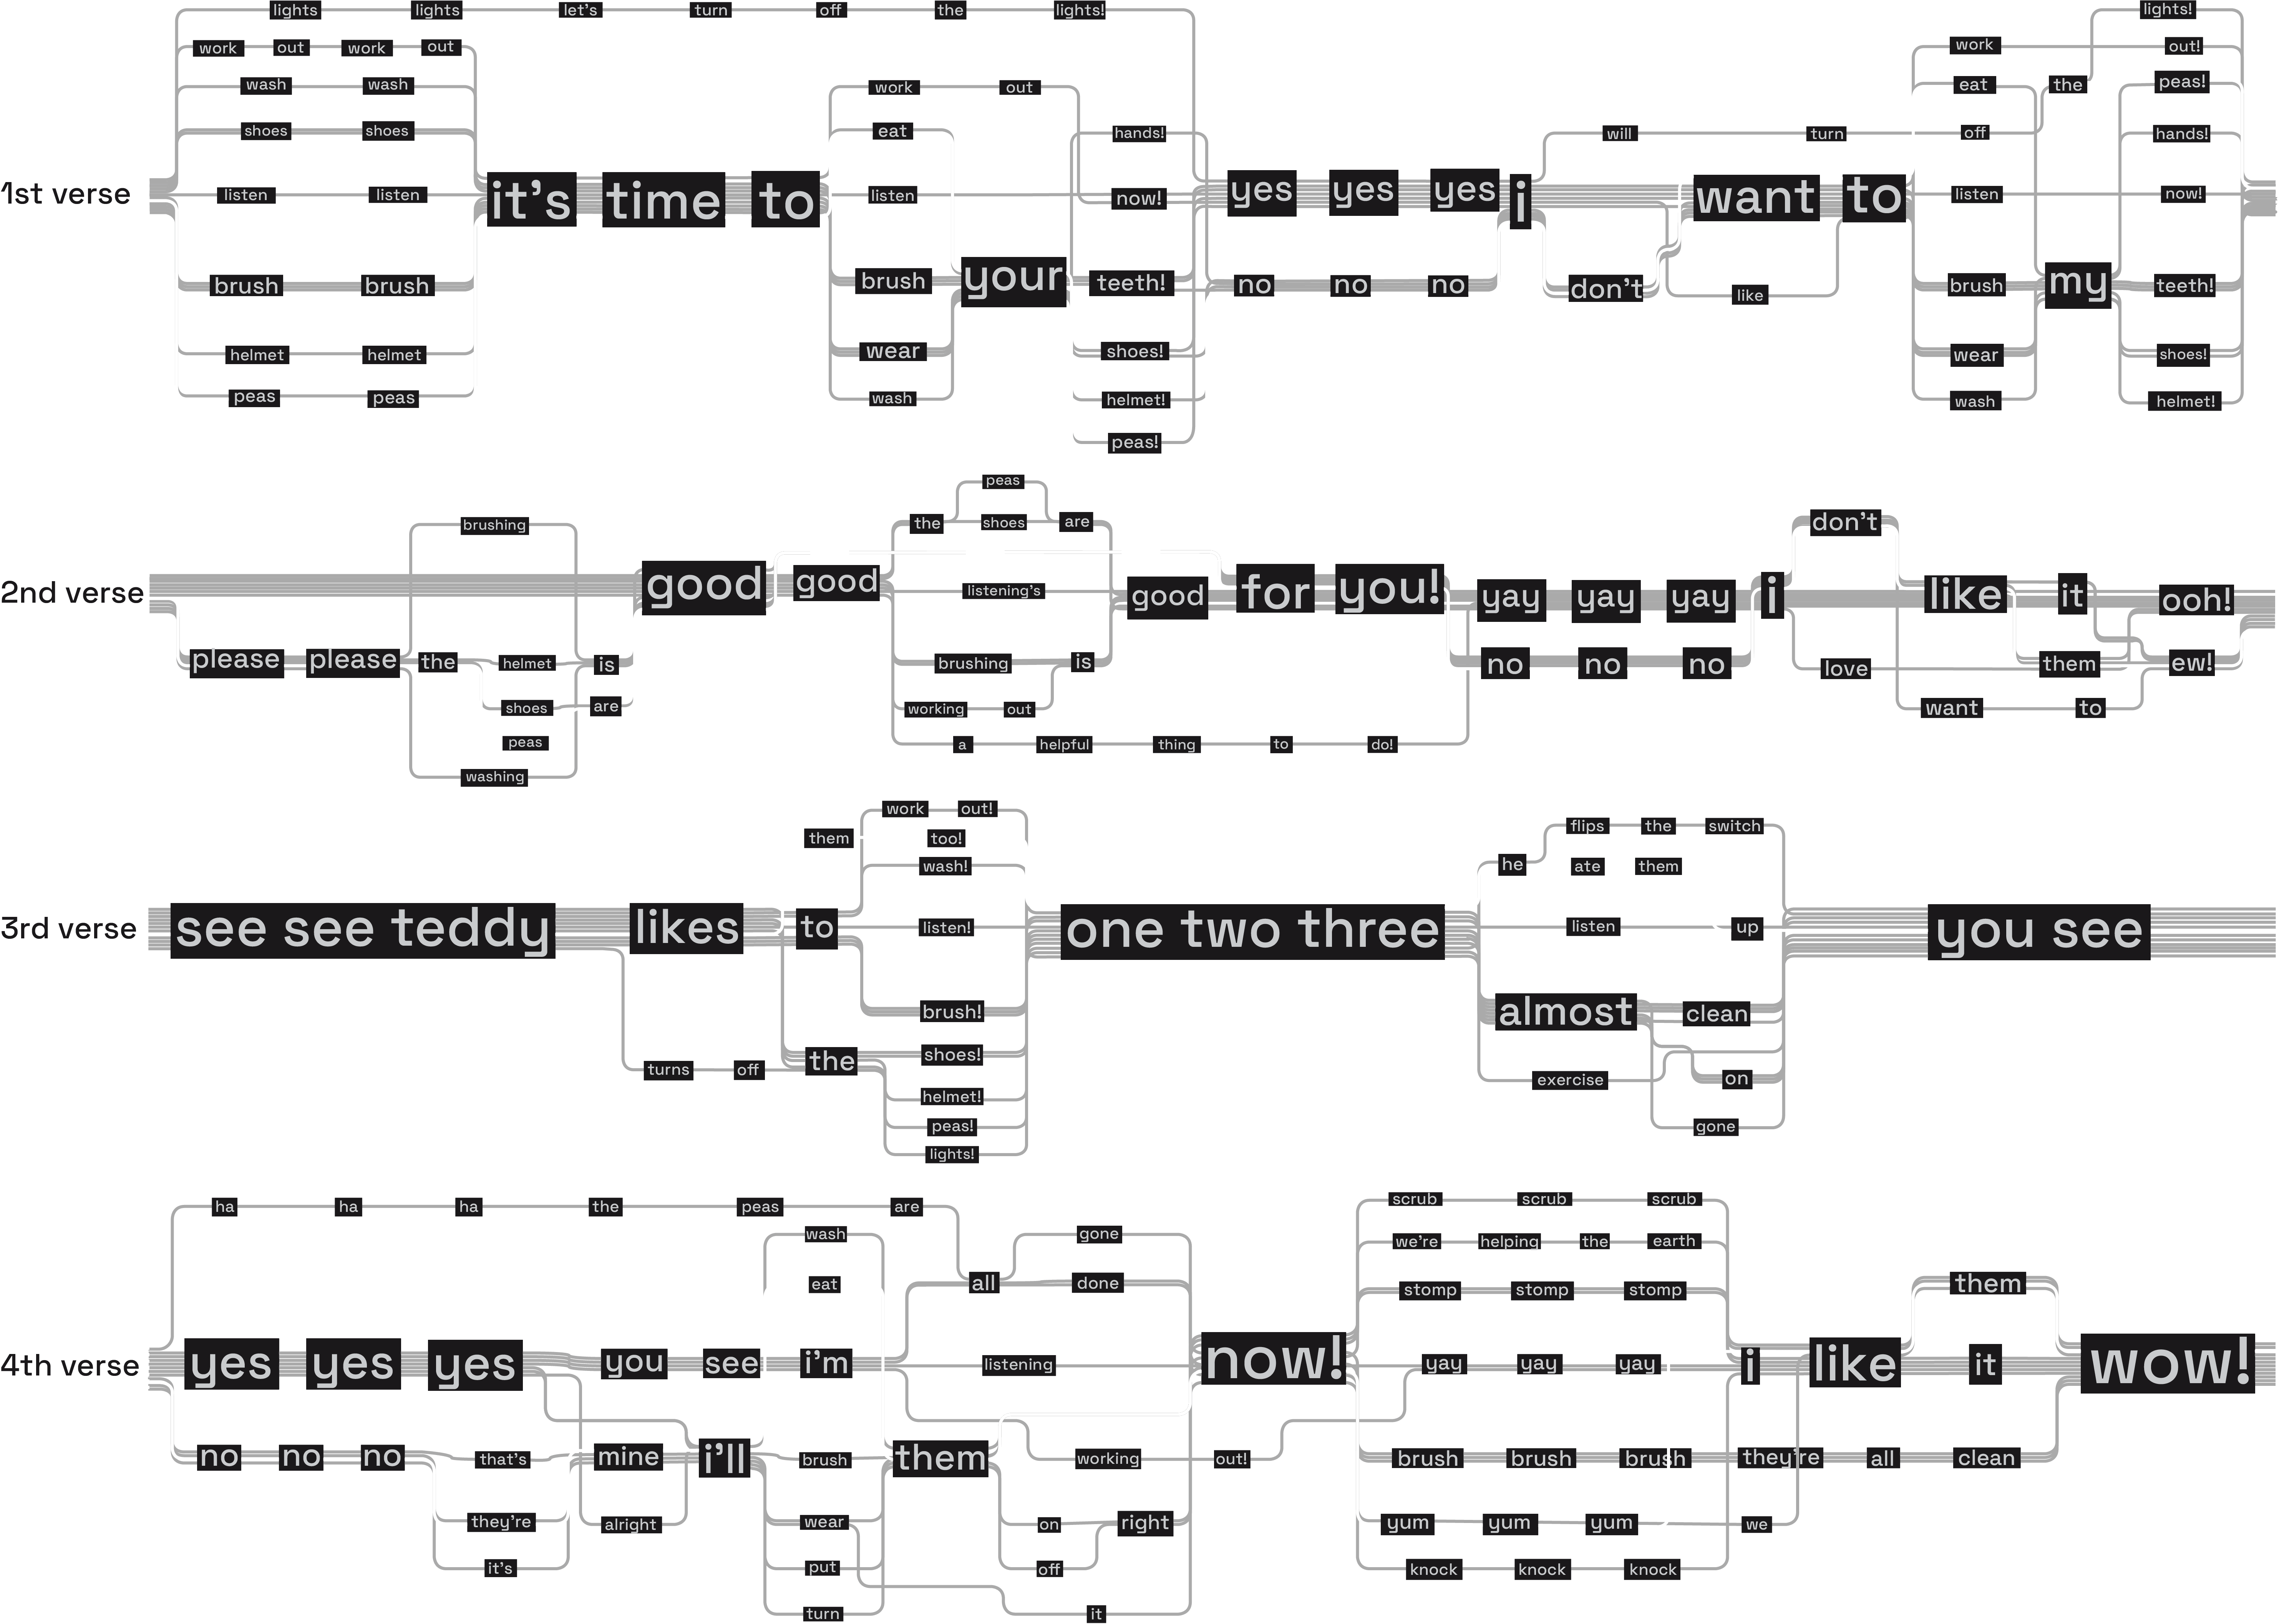 lights lights let's turn off the lights!
work out work out
wash wash
shoes shoes
1st verse
listen listen
brush brush
helmet helmet
peas peas
it's time to
work out
eat
listen
brush
wear
wash
your
hands!
now!
teeth!
shoes!
helmet!
peas!
yes yes yes
no no no
i
will turn off the lights!
don't
like
want to
work out!
eat
listen now!
brush
wear
wash
my
peas!
hands!
teeth!
shoes!
helmet!
2nd verse
please please
brushing
the helmet is
shoes are
peas
washing
good good
peas
the shoes are
listening's
brushing is
working out
a helpful thing to do!
good for you!
yay yay yay
no no no
i
don't
like it ooh!
love them ew!
want to
3rd verse
see see teddy likes to
turns off the
work out!
them too!
wash!
listen!
brush!
shoes!
helmet!
peas!
lights!
one two three
he flips the switch
ate them
listen up
almost clean
exercise on
gone
you see
4th verse
ha ha ha the peas are
yes yes yes you see i'm
no no no that's mine i'll
they're alright
it's
wash
eat
brush
wear
put
turn
them
all gone
done
listening
working out!
on right
off
it
now!
scrub scrub scrub
we're helping the earth
stomp stomp stomp
yay yay yay
brush brush brush they're all clean
yum yum yum we
knock knock knock
i like it
them
wow!